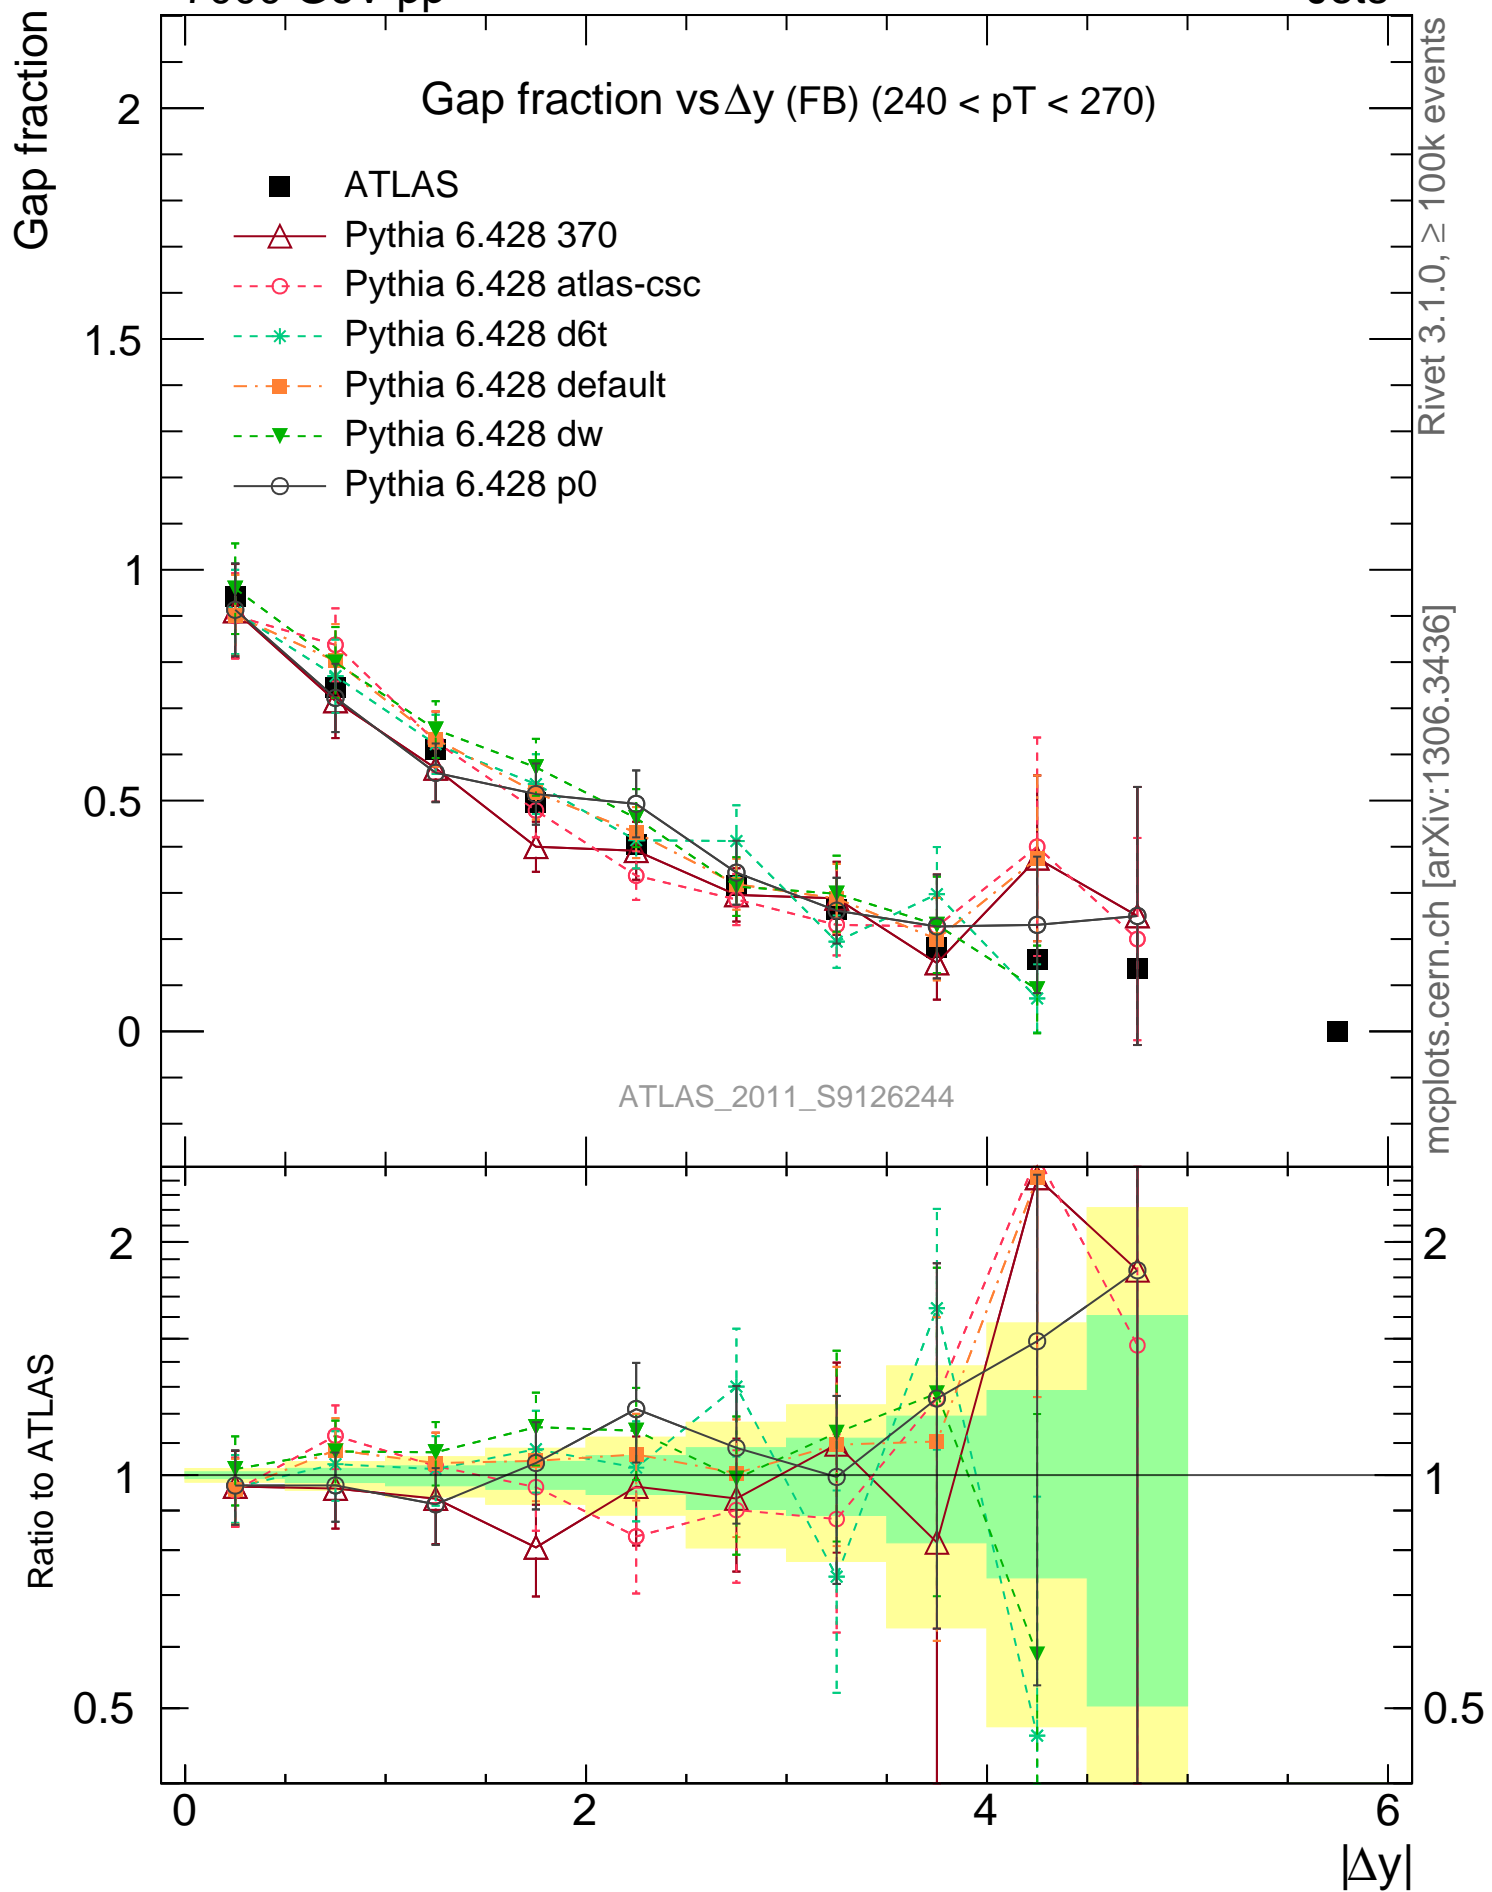 Gap fraction
Gap fraction vs Δy (FB) (240 < pT < 270)
ATLAS
Pythia 6.428 370
Pythia 6.428 atlas-csc
Pythia 6.428 d6t
Pythia 6.428 default
Pythia 6.428 dw
Pythia 6.428 p0
2
1.5
1
0.5
0
ATLAS_2011_S9126244
Rivet 3.1.0, ≥ 100k events
mcplots.cern.ch [arXiv:1306.3436]
Ratio to ATLAS
2
1
0.5
2
1
0.5
0
2
4
6
|Δy|